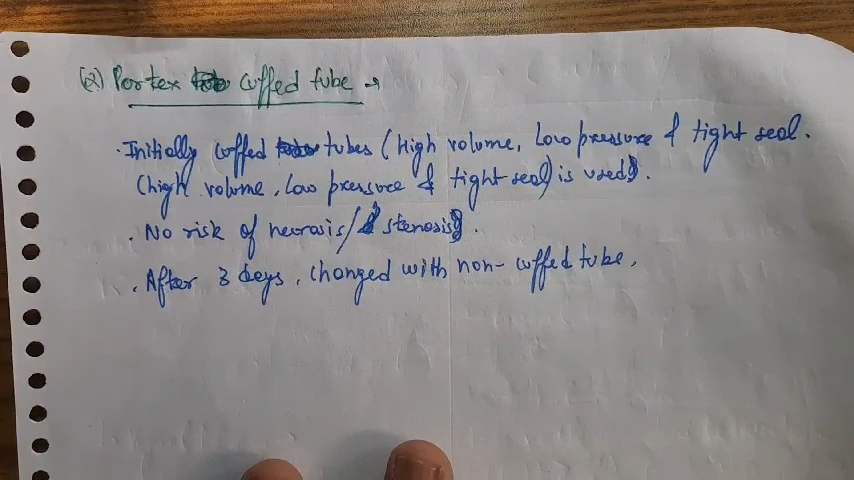 (2) Portex cuffed tube →
. Initially cuffed tubes (High volume, Low pressure & tight seal.
(high volume, Low pressure & tight seal) is used.
. No risk of necrosis/stenosis.
. After 3 days, changed with non-cuffed tube.